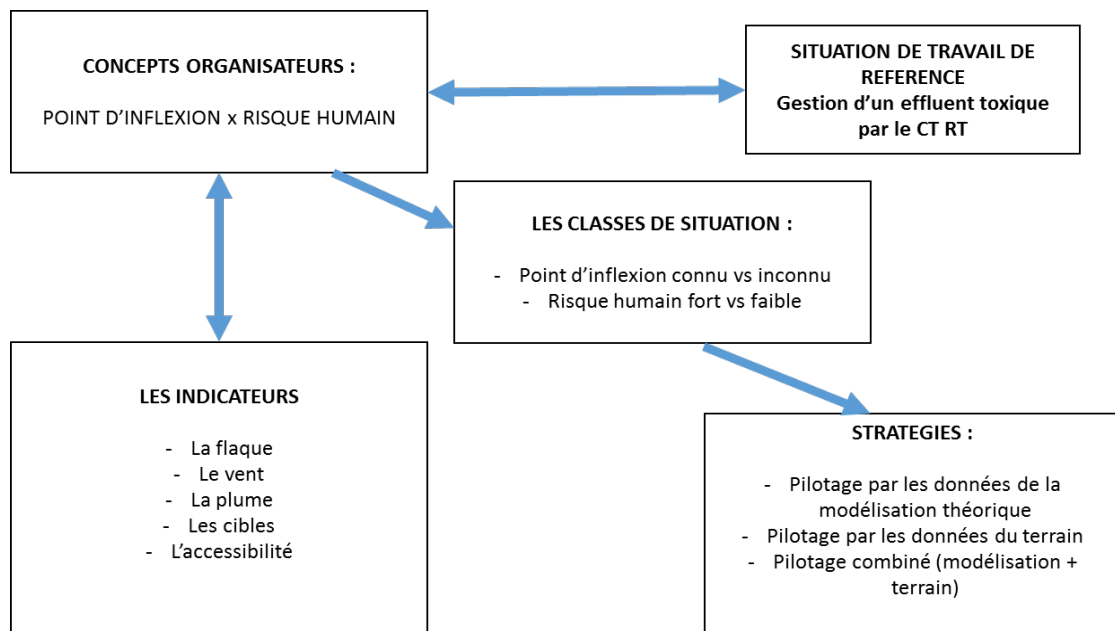 CONCEPTS ORGANISATEURS :
POINT D’INFLEXION x RISQUE HUMAIN
SITUATION DE TRAVAIL DE
REFERENCE
Gestion d’un effluent toxique
par le CT RT
LES CLASSES DE SITUATION :
- Point d’inflexion connu vs inconnu
- Risque humain fort vs faible
LES INDICATEURS
- La flaque
- Le vent
- La plume
- Les cibles
- L’accessibilité
STRATEGIES :
- Pilotage par les données de la
modélisation théorique
- Pilotage par les données du terrain
- Pilotage combiné (modélisation +
terrain)